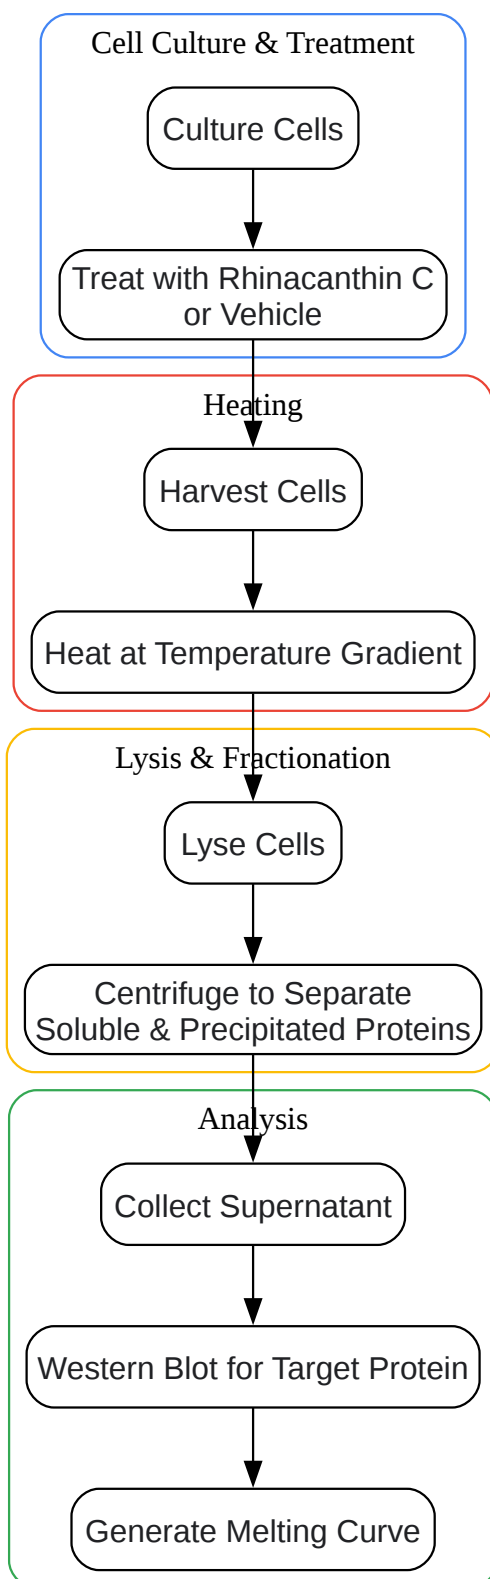 Cell Culture & Treatment
Culture Cells
Treat with Rhinacanthin C
or Vehicle
Heating
Harvest Cells
Heat at Temperature Gradient
Lysis & Fractionation
Lyse Cells
Centrifuge to Separate
Soluble & Precipitated Proteins
Analysis
Collect Supernatant
Western Blot for Target Protein
Generate Melting Curve